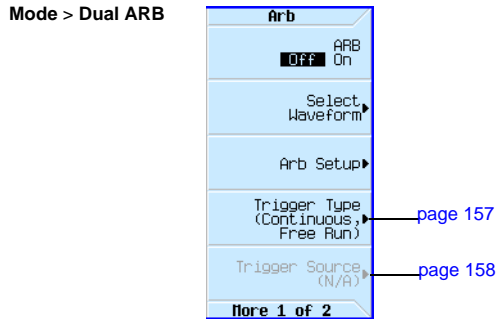 Mode > Dual ARB
Arb
ARB
Off On
Select
Waveform
Arb Setup
Trigger Type
(Continuous,
Free Run)
page 157
Trigger Source
(N/A)
page 158
More 1 of 2